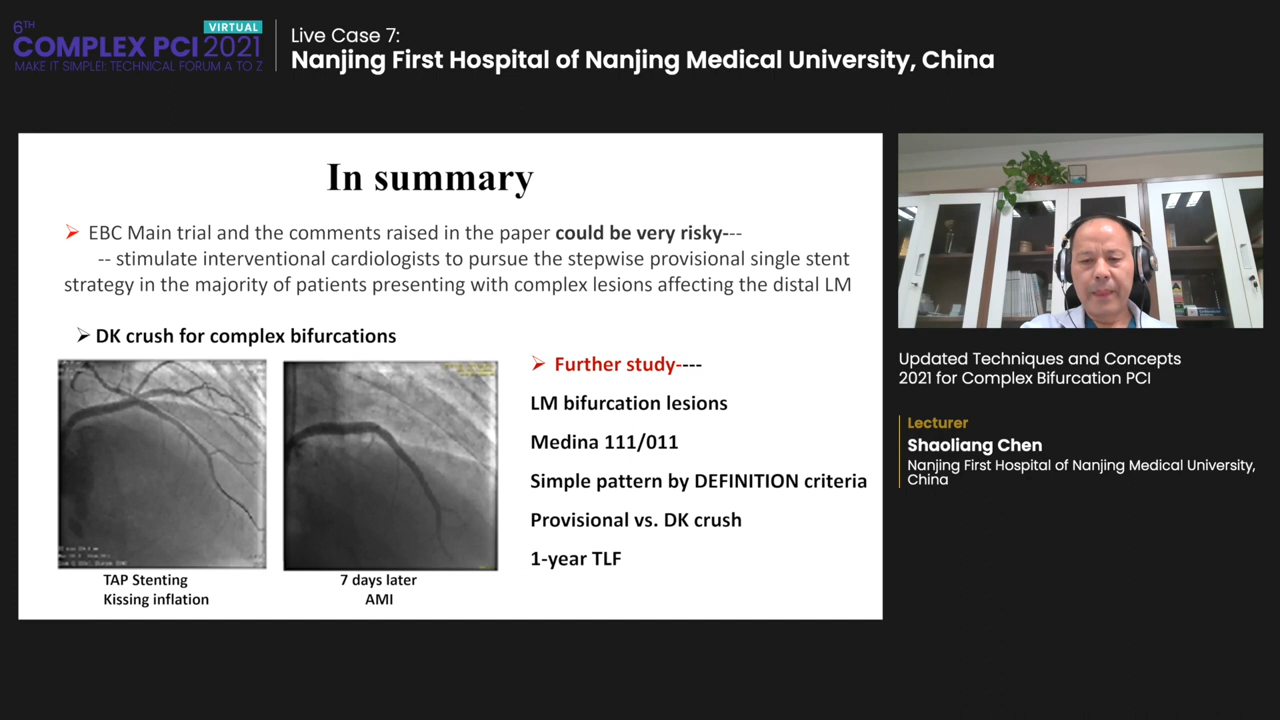 6TH
VIRTUAL
COMPLEX PCI 2021
MAKE IT SIMPLE!: TECHNICAL FORUM A TO Z
Live Case 7:
Nanjing First Hospital of Nanjing Medical University, China
In summary
EBC Main trial and the comments raised in the paper could be very risky---
-- stimulate interventional cardiologists to pursue the stepwise provisional single stent
strategy in the majority of patients presenting with complex lesions affecting the distal LM
DK crush for complex bifurcations
TAP Stenting
Kissing inflation
7 days later
AMI
Further study----
LM bifurcation lesions
Medina 111/011
Simple pattern by DEFINITION criteria
Provisional vs. DK crush
1-year TLF
Updated Techniques and Concepts
2021 for Complex Bifurcation PCI
Lecturer
Shaoliang Chen
Nanjing First Hospital of Nanjing Medical University,
China